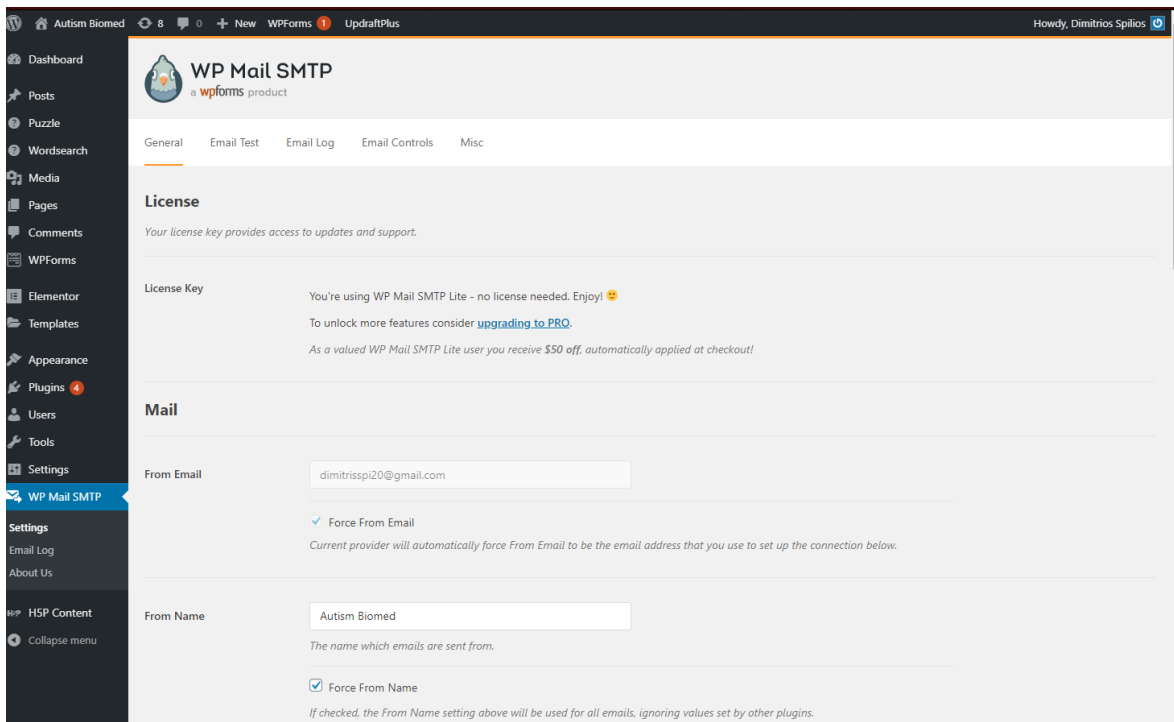 Autism Biomed 8 0 + New WPForms 1 UpdraftPlus Howdy, Dimitrios Spilios
Dashboard
Posts
Puzzle
Wordsearch
Media
Pages
Comments
WPForms
Elementor
Templates
Appearance
Plugins 4
Users
Tools
Settings
WP Mail SMTP
Settings
Email Log
About Us
H5P H5P Content
Collapse menu
WP Mail SMTP
a wpforms product
General Email Test Email Log Email Controls Misc
License
Your license key provides access to updates and support.
License Key
You're using WP Mail SMTP Lite - no license needed. Enjoy! 🙂
To unlock more features consider upgrading to PRO.
As a valued WP Mail SMTP Lite user you receive $50 off, automatically applied at checkout!
Mail
From Email
dimitrisspi20@gmail.com
Force From Email
Current provider will automatically force From Email to be the email address that you use to set up the connection below.
From Name
Autism Biomed
The name which emails are sent from.
Force From Name
If checked, the From Name setting above will be used for all emails, ignoring values set by other plugins.